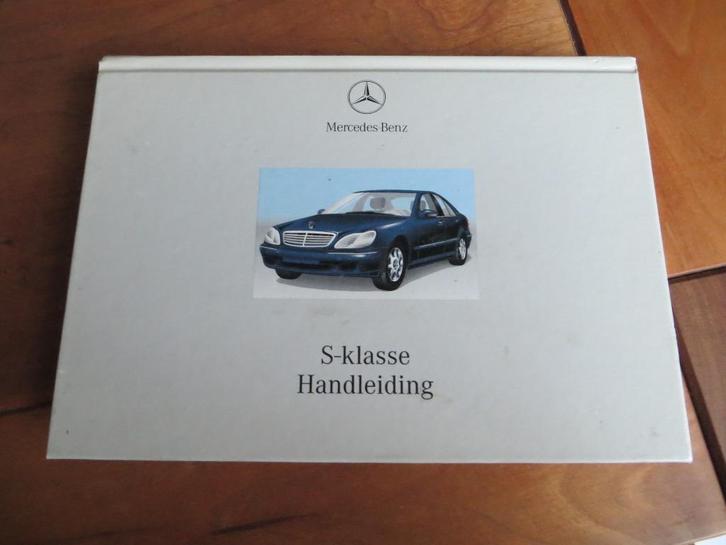 Mercedes-Benz
S-klasse
Handleiding